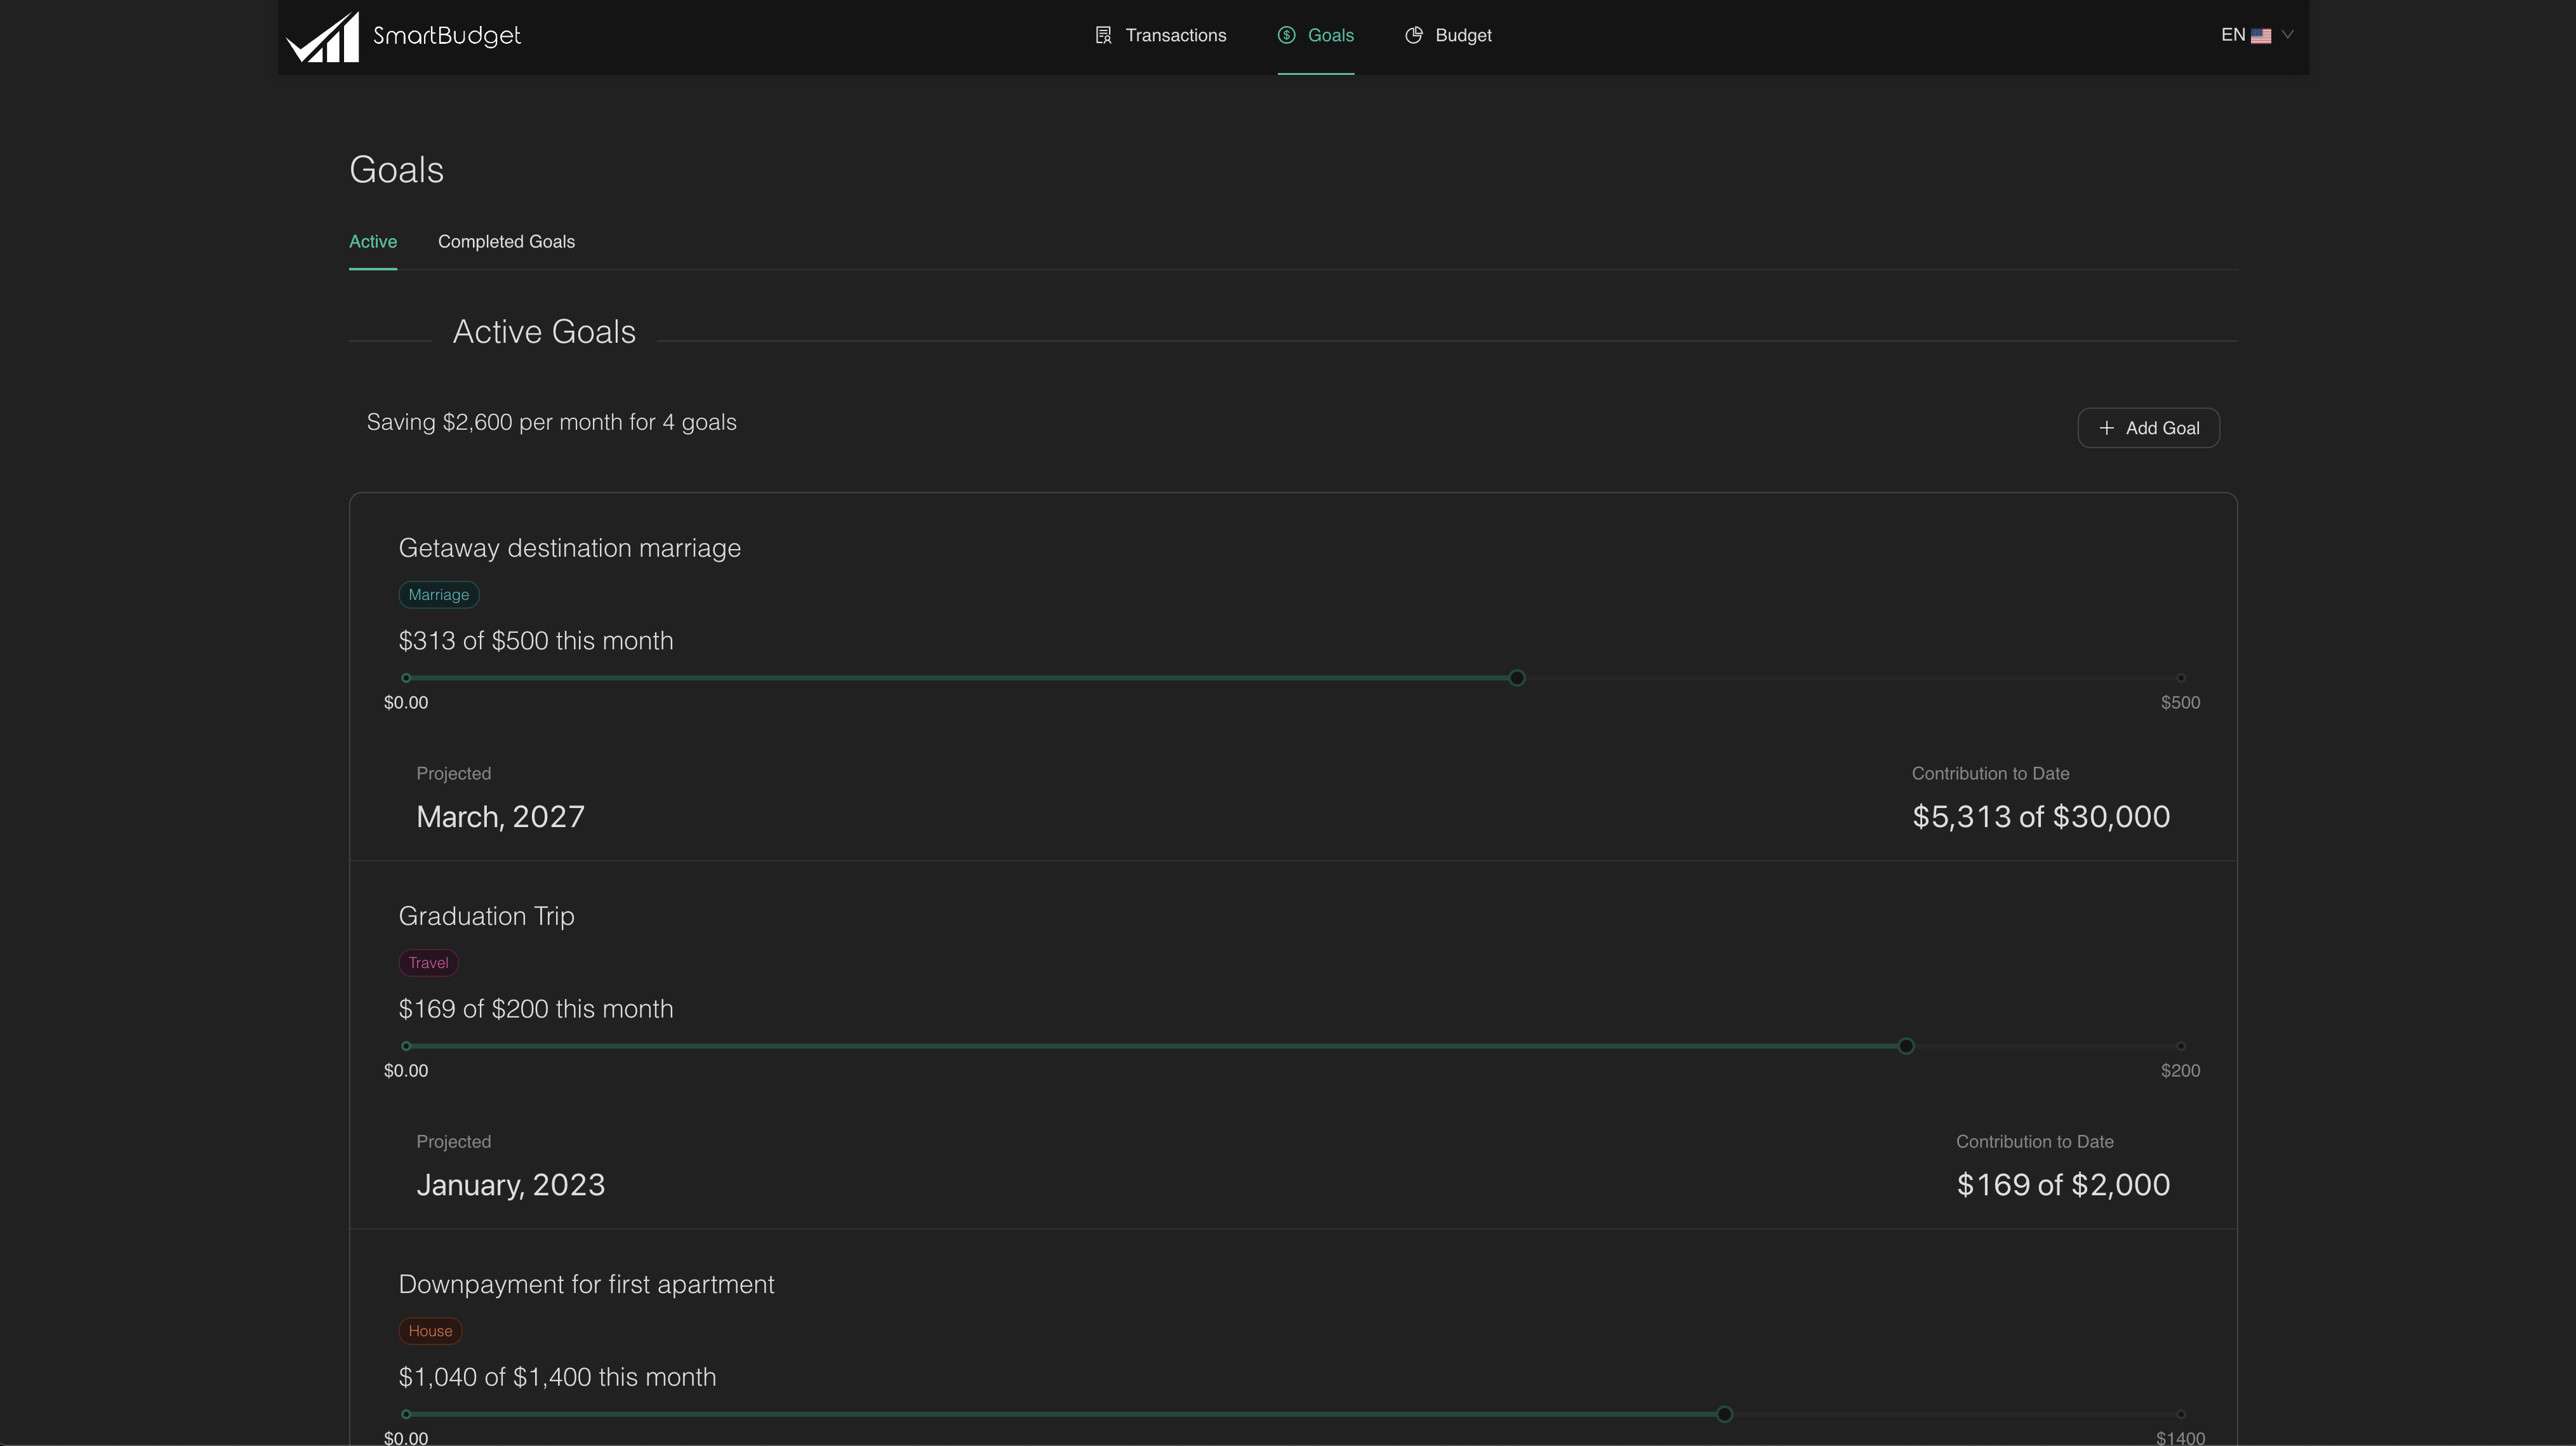 SmartBudget
Transactions
Goals
Budget
EN
Goals
Active
Completed Goals
Active Goals
Saving $2,600 per month for 4 goals
Add Goal
Getaway destination marriage
Marriage
$313 of $500 this month
$0.00
$500
Projected
Contribution to Date
March, 2027
$5,313 of $30,000
Graduation Trip
Travel
$169 of $200 this month
$0.00
$200
Projected
Contribution to Date
January, 2023
$169 of $2,000
Downpayment for first apartment
House
$1,040 of $1,400 this month
$0.00
$1400